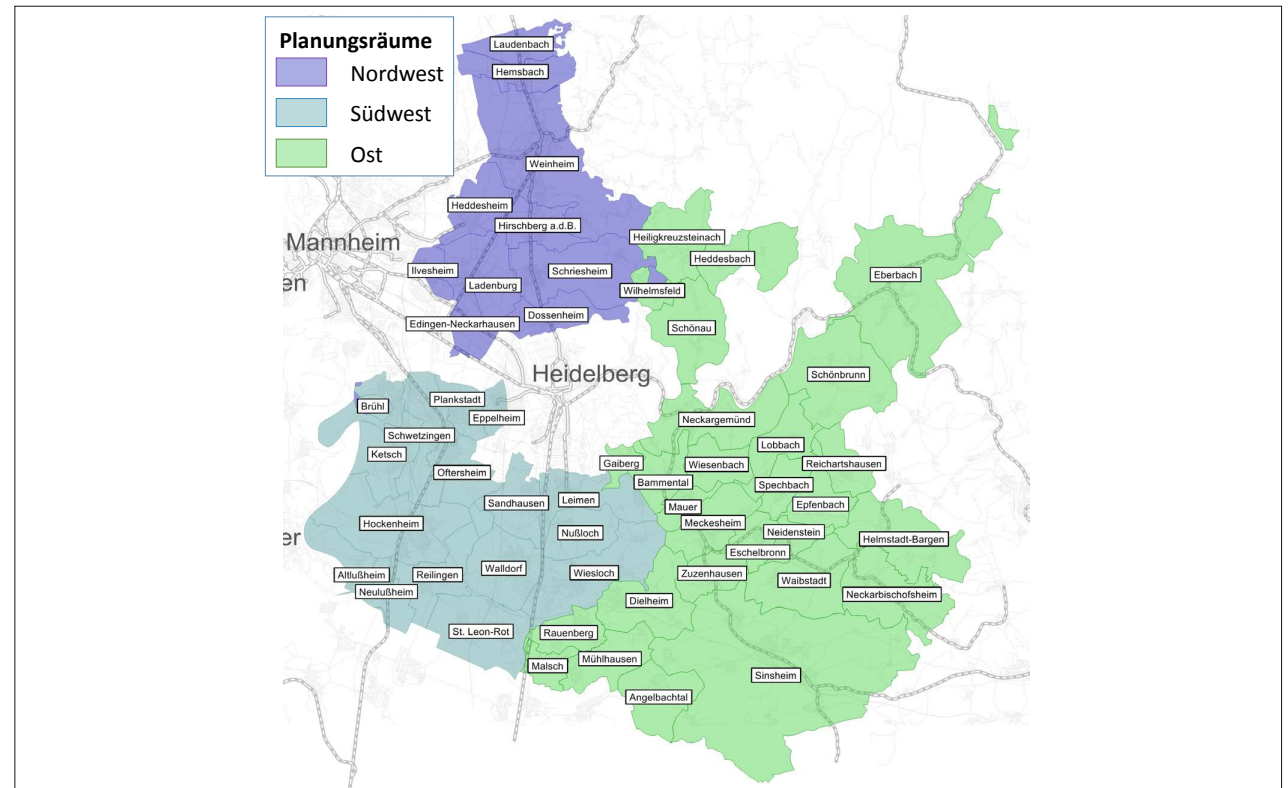 Planungsräume
Nordwest
Südwest
Ost
Laudenbach
Hemsbach
Weinheim
Heddesheim
Hirschberg a.d.B.
Mannheim
Heiligkreuzsteinach
Heddesbach
Ilvesheim
Schriesheim
Eberbach
en
Ladenburg
Wilhelmsfeld
Dossenheim
Edingen-Neckarhausen
Schönau
Heidelberg
Schönbrunn
Plankstadt
Brühl
Eppelheim
Neckargemünd
Schwetzingen
Lobbach
Ketsch
Gaiberg
Wiesenbach
Reichartshausen
Oftersheim
Bammental
Spechbach
Sandhausen
Leimen
Mauer
Epfenbach
Hockenheim
Meckesheim
Nußloch
Neidenstein
er
Helmstadt-Bargen
Eschelbronn
Altlußheim
Reilingen
Walldorf
Wiesloch
Zuzenhausen
Waibstadt
Neulußheim
Neckarbischofsheim
Dielheim
St. Leon-Rot
Rauenberg
Malsch
Mühlhausen
Sinsheim
Angelbachtal